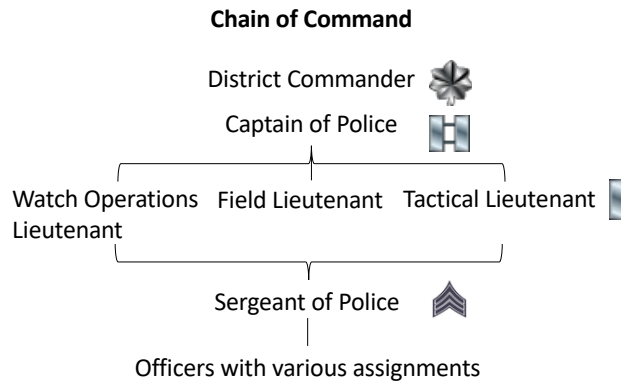 Chain of Command
District Commander
Captain of Police
Watch Operations Lieutenant
Field Lieutenant
Tactical Lieutenant
Sergeant of Police
Officers with various assignments